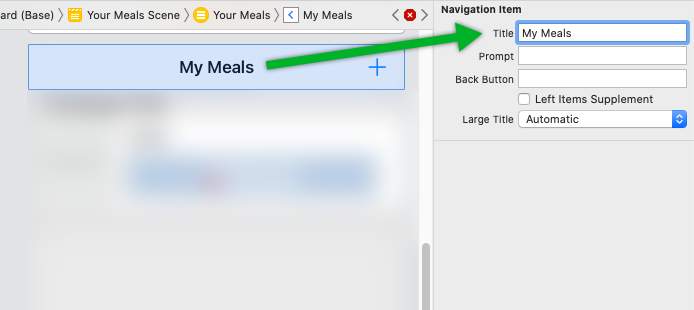 ard (Base) Your Meals Scene Your Meals My Meals
My Meals
Navigation Item
Title My Meals
Prompt
Back Button
Left Items Supplement
Large Title Automatic